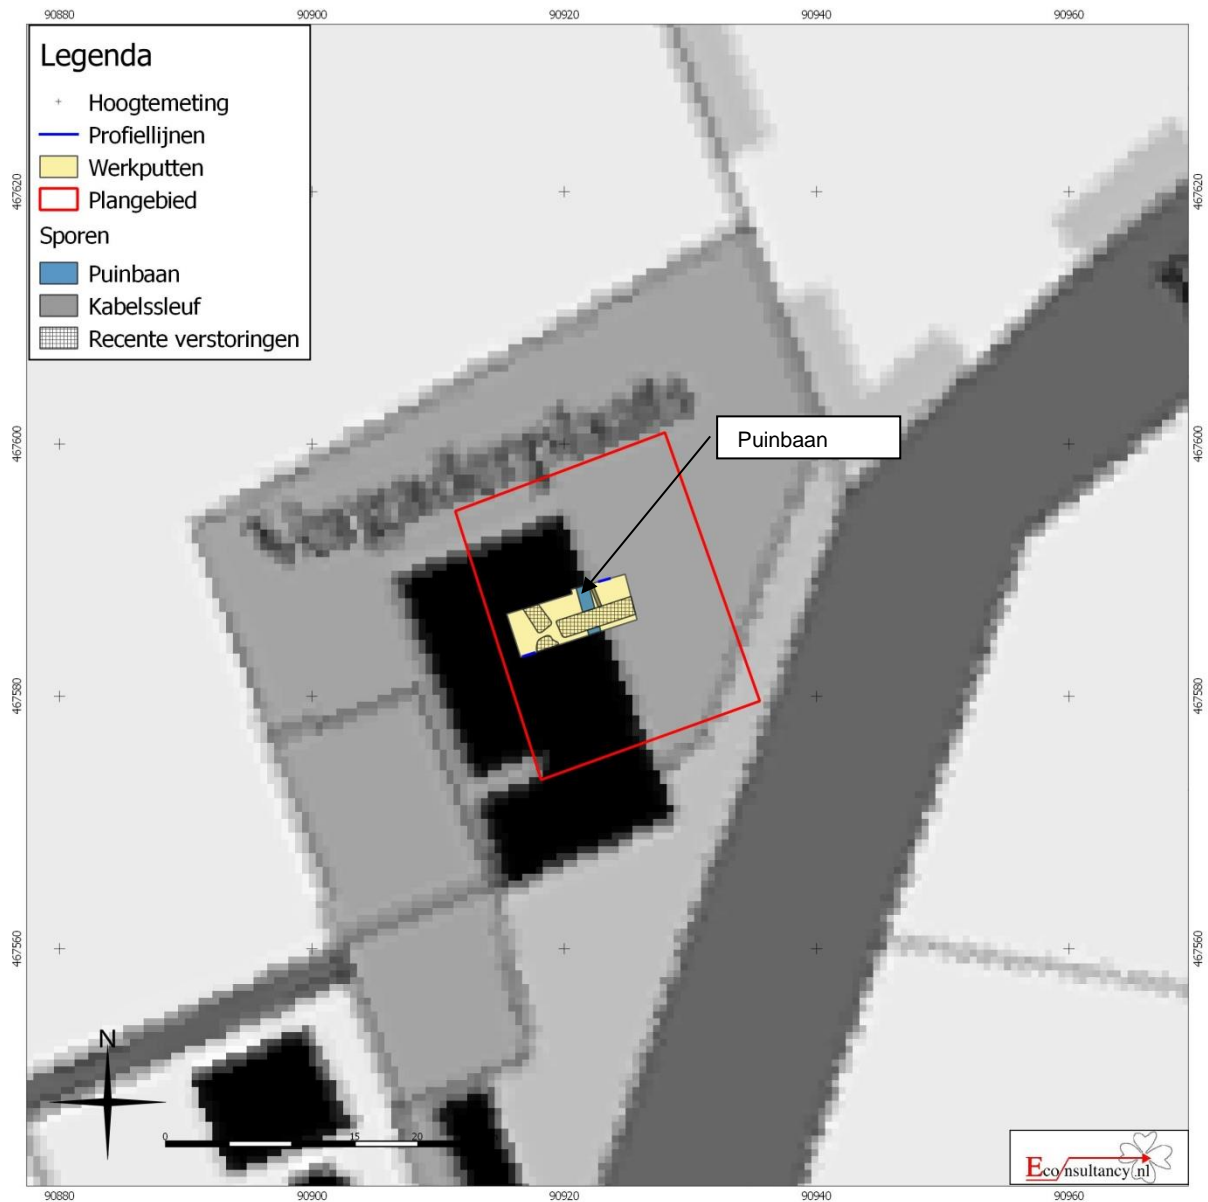 90880 90900 90920 90940 90960
Legenda
Hoogtemeting
Profiellijnen
Werkputten
Plangebied
Sporen
Puinbaan
Kabelssleuf
Recente verstoringen
467620 467620
467600 467600
Puinbaan
467580 467580
467560 467560
N
0 15 20
Econsultancy.nl
90880 90900 90920 90940 90960